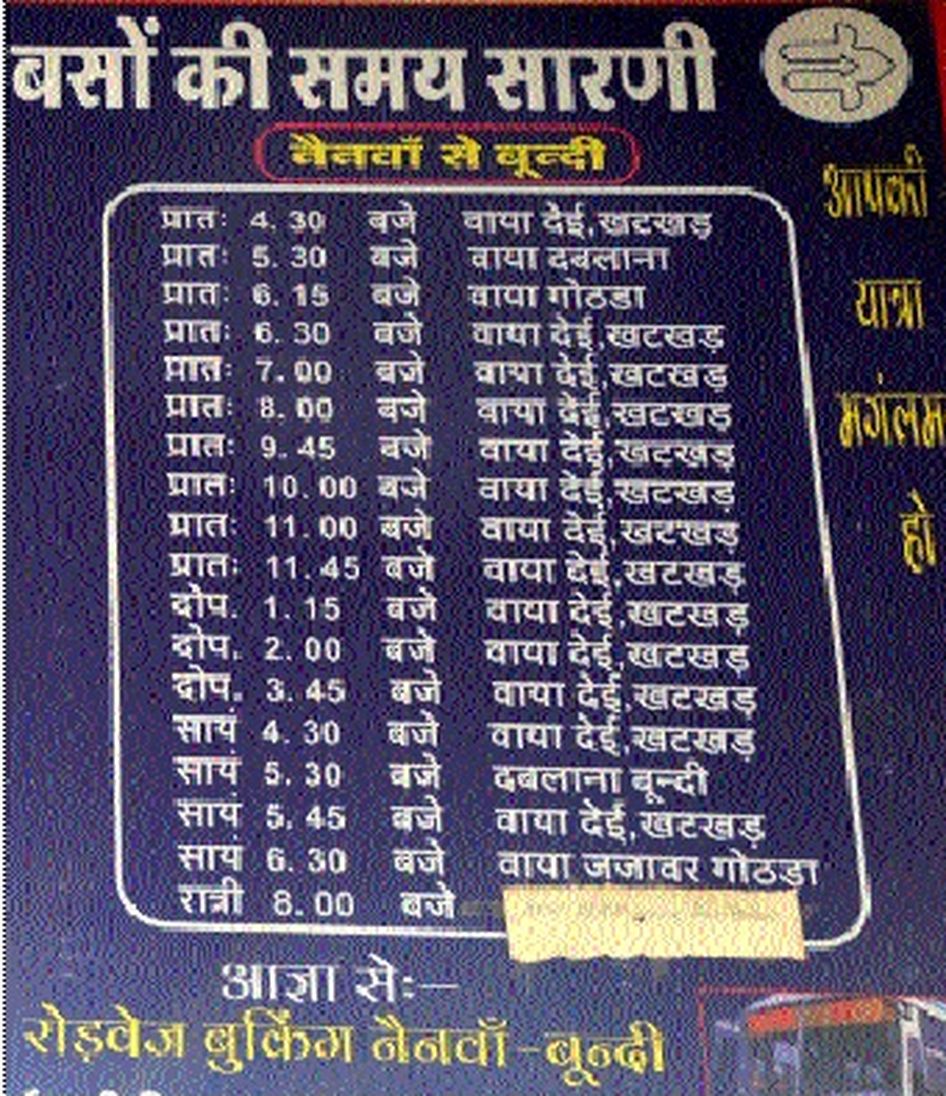 बसों की समय सारणी
नैनवाँ से बून्दी
प्रातः 4.30 बजे वाया देई,खटखड़
प्रातः 5.30 बजे वाया दबलाना
प्रातः 6.15 बजे वाया गोठडा
प्रातः 6.30 बजे वाया देई,खटखड़
प्रातः 7.00 बजे वाया देई,खटखड़
प्रातः 8.00 बजे वाया देई,खटखड़
प्रातः 9.45 बजे वाया देई,खटखड़
प्रातः 10.00 बजे वाया देई,खटखड़
प्रातः 11.00 बजे वाया देई,खटखड़
प्रातः 11.45 बजे वाया देई,खटखड़
दोप. 1.15 बजे वाया देई,खटखड़
दोप. 2.00 बजे वाया देई,खटखड़
दोप. 3.45 बजे वाया देई,खटखड़
सायं 4.30 बजे वाया देई,खटखड़
सायं 5.30 बजे दबलाना बून्दी
सायं 5.45 बजे वाया देई,खटखड़
सायं 6.30 बजे वाया जजावर गोठडा
रात्री 8.00 बजे
आपकी
यात्रा
मगंलम
हो
आज्ञा सेः-
रोड़वेज बुकिंग नैनवाँ-बून्दी